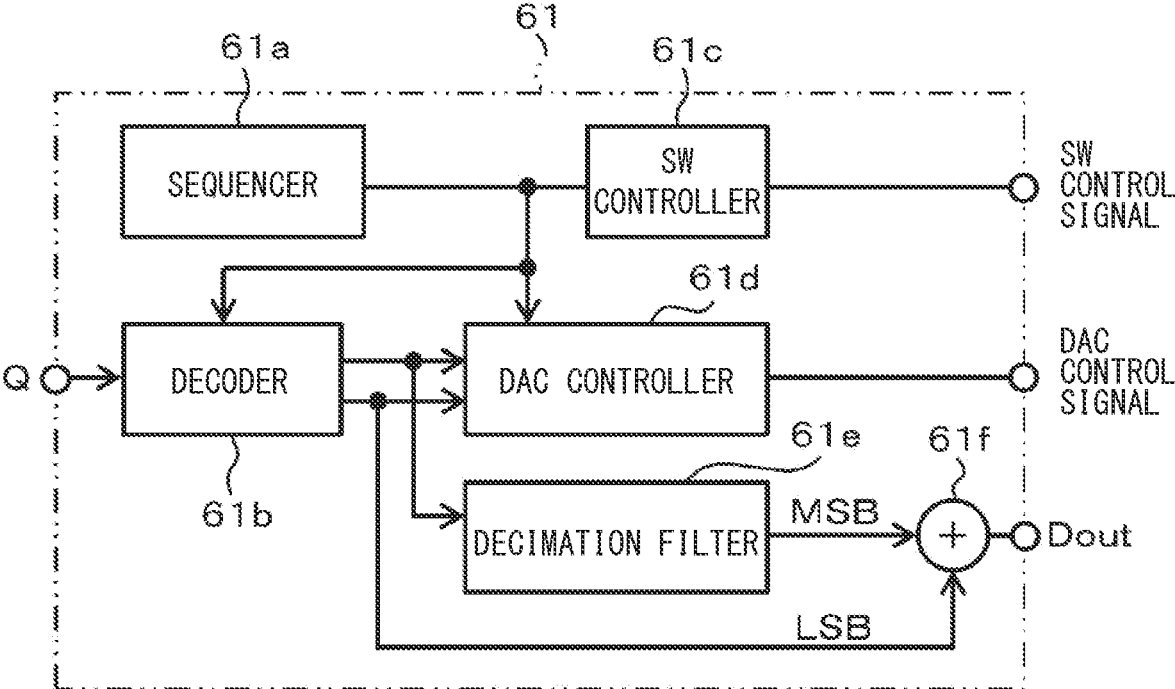 61
61a
61c
SEQUENCER
SW
CONTROLLER
SW
CONTROL
SIGNAL
61d
Q
DECODER
DAC CONTROLLER
DAC
CONTROL
SIGNAL
61b
61e
61f
DECIMATION FILTER
MSB
+
Dout
LSB